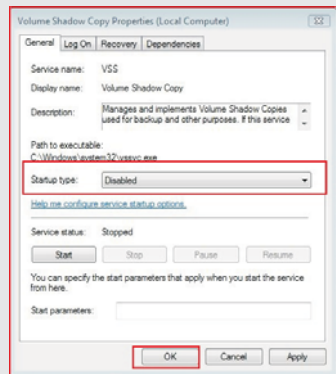 Volume Shadow Copy Properties (Local Computer)
General Log On Recovery Dependencies
Service name: VSS
Display name: Volume Shadow Copy
Description: Manages and implements Volume Shadow Copies
used for backup and other purposes. If this service
Path to executable:
C:\Windows\system32\vssvc.exe
Startup type: Disabled
Help me configure service startup options.
Service status: Stopped
Start Stop Pause Resume
You can specify the start parameters that apply when you start the service
from here.
Start parameters:
OK Cancel Apply